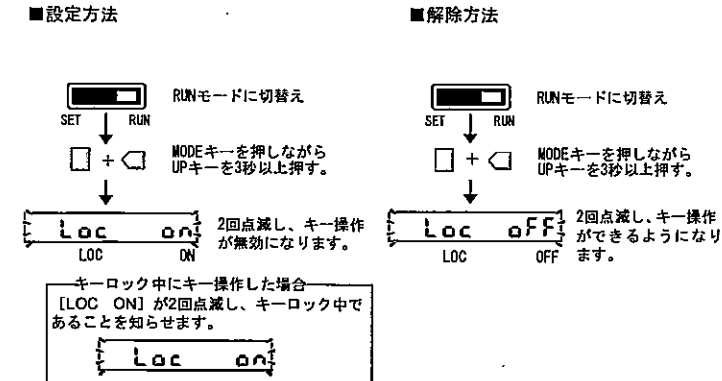 ■設定方法
RUNモードに切替え
SET RUN
MODEキーを押しながら
UPキーを3秒以上押す。
Loc on
LOC ON
2回点滅し、キー操作
が無効になります。
キーロック中にキー操作した場合
[LOC ON] が2回点滅し、キーロック中で
あることを知らせます。
Loc on
■解除方法
RUNモードに切替え
SET RUN
MODEキーを押しながら
UPキーを3秒以上押す。
Loc oFF
LOC OFF
2回点滅し、キー操作
ができるようになり
ます。